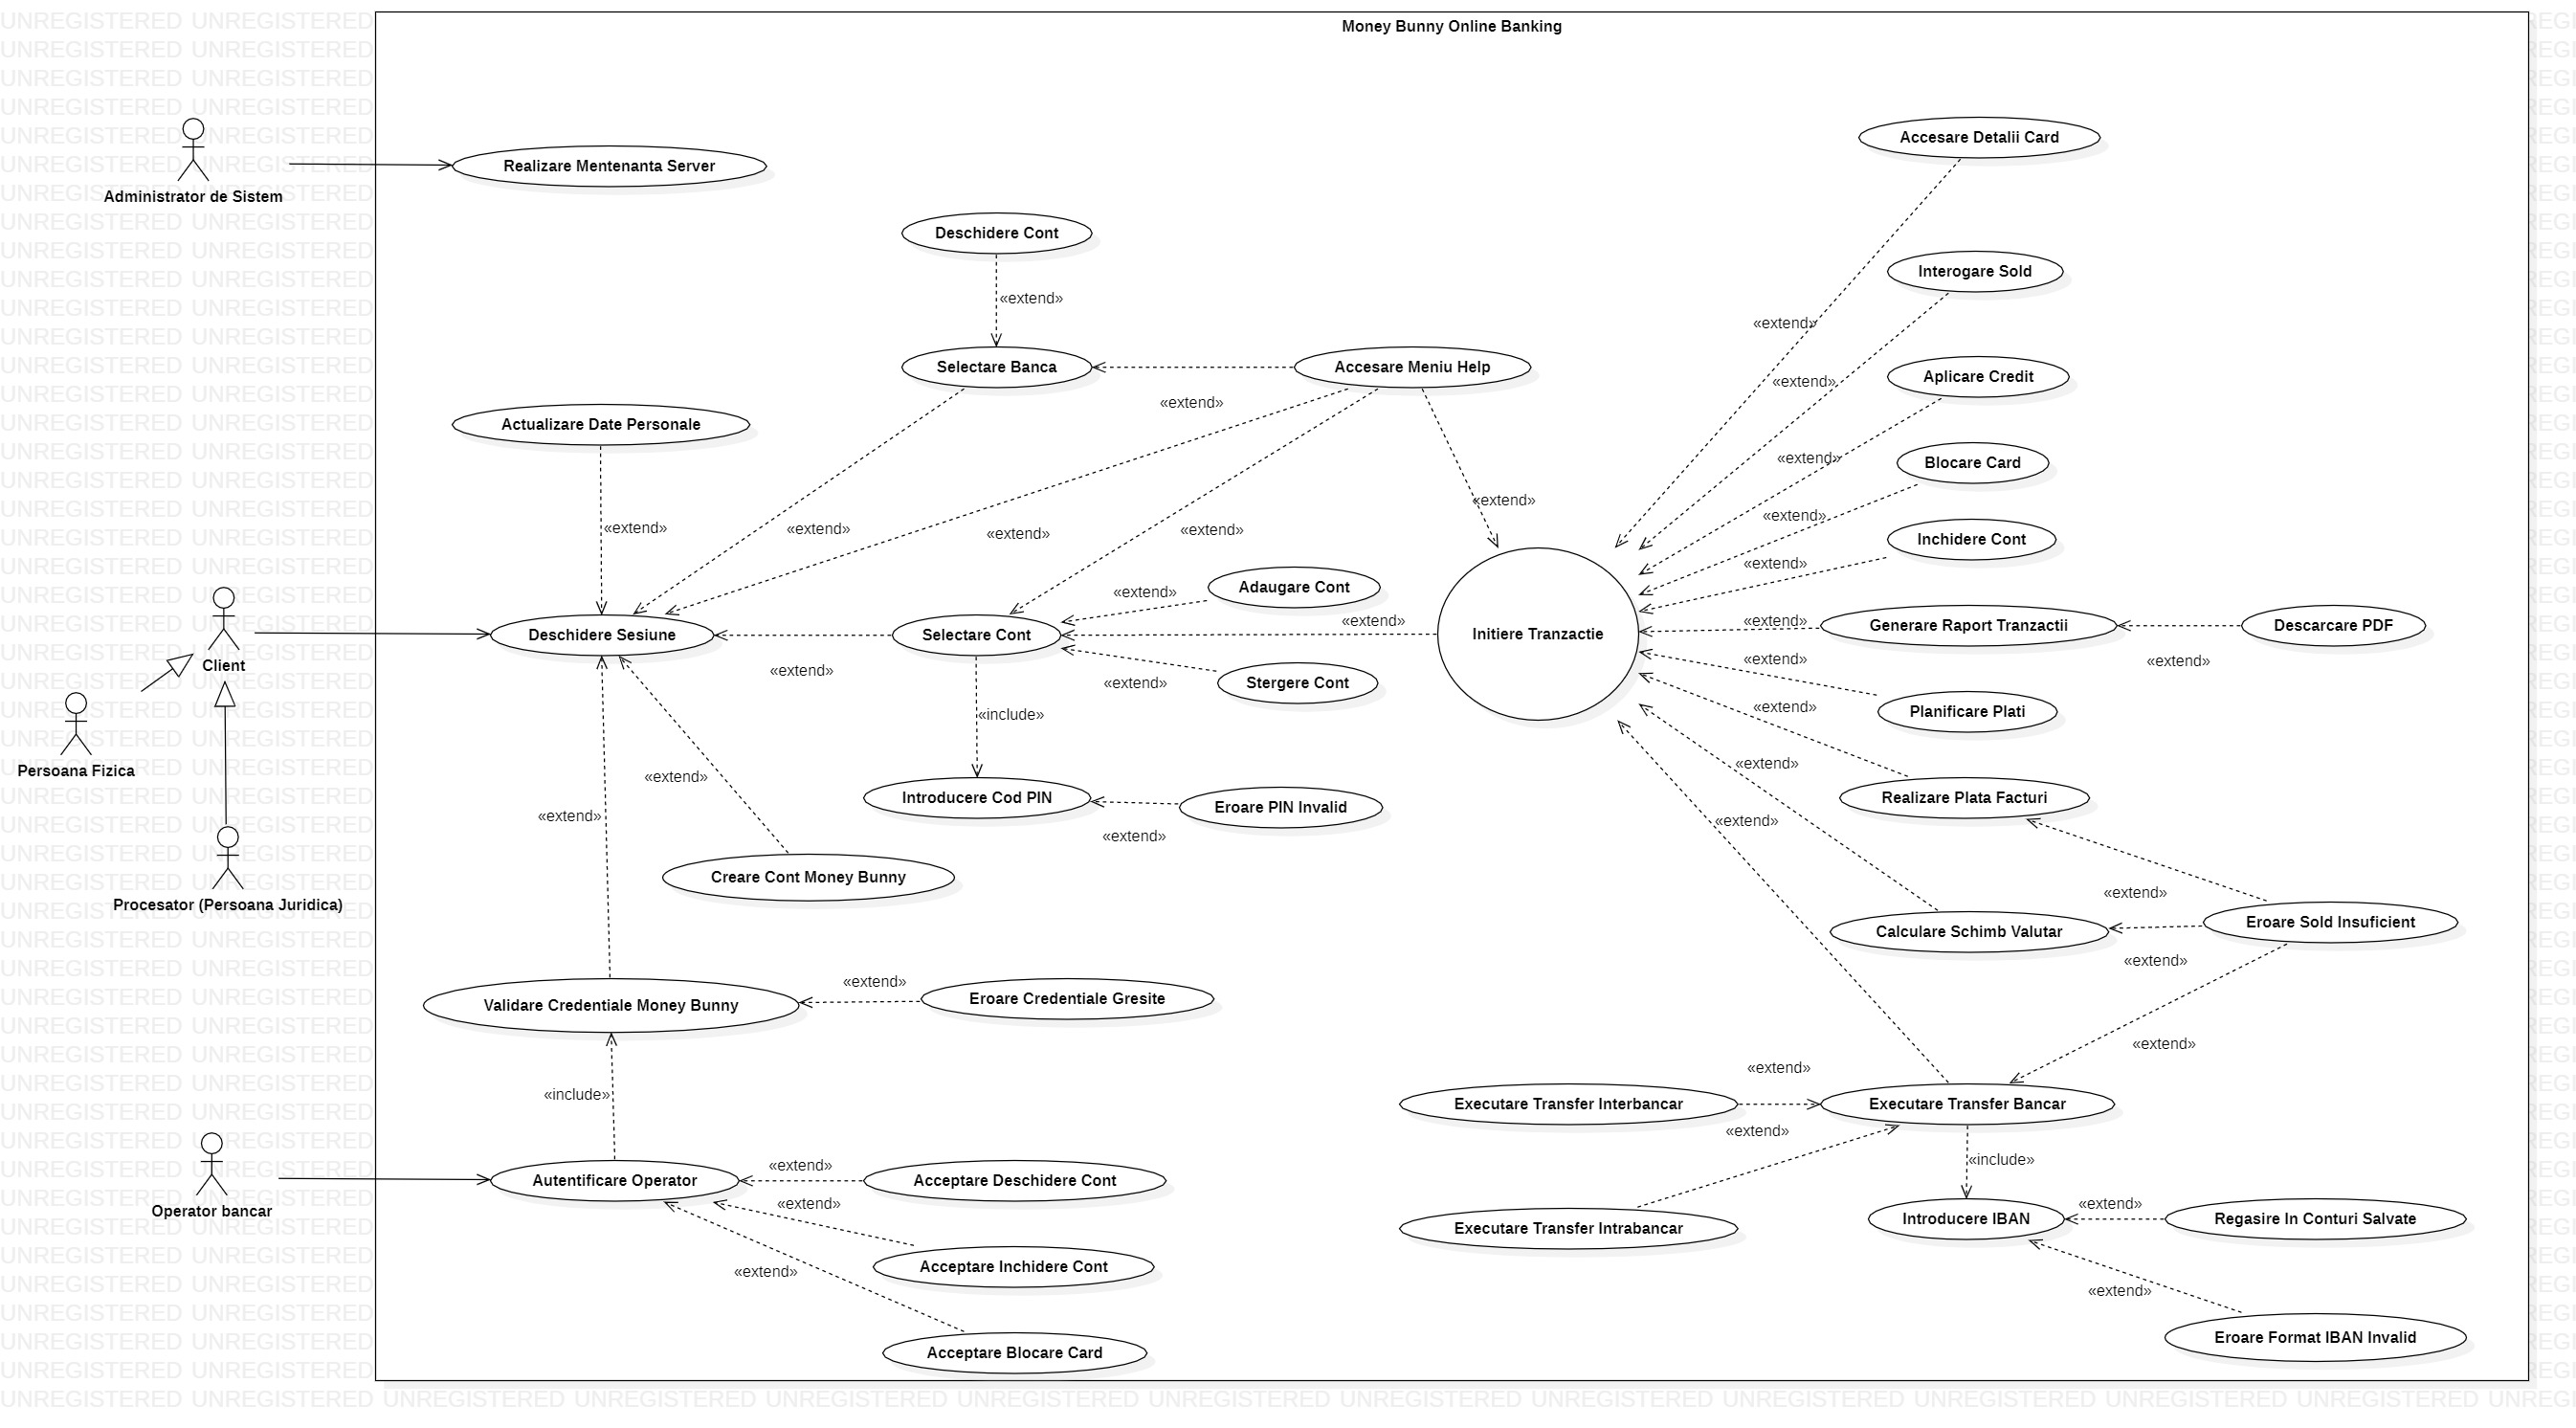 Money Bunny Online Banking
Administrator de Sistem
Realizare Mentenanta Server
Accesare Detalii Card
Deschidere Cont
«extend»
Interogare Sold
«extend»
Selectare Banca
Accesare Meniu Help
«extend»
Aplicare Credit
«extend»
Actualizare Date Personale
«extend»
«extend»
Blocare Card
«extend»
«extend»
«extend»
«extend»
«extend»
«extend»
Inchidere Cont
«extend»
Client
Deschidere Sesiune
«extend»
Selectare Cont
«extend»
Adaugare Cont
«extend»
Stergere Cont
«extend»
«include»
Initiere Tranzactie
«extend»
Generare Raport Tranzactii
«extend»
Descarcare PDF
«extend»
Planificare Plati
«extend»
Persoana Fizica
«extend»
«extend»
Introducere Cod PIN
Eroare PIN Invalid
«extend»
«extend»
«extend»
Realizare Plata Facturi
Procesator (Persoana Juridica)
Creare Cont Money Bunny
«extend»
Calculare Schimb Valutar
Eroare Sold Insuficient
«extend»
«extend»
Validare Credentiale Money Bunny
«extend»
Eroare Credentiale Gresite
«include»
«extend»
Executare Transfer Interbancar
Executare Transfer Bancar
«extend»
«include»
Operator bancar
Autentificare Operator
«extend»
Acceptare Deschidere Cont
«extend»
Acceptare Inchidere Cont
«extend»
Acceptare Blocare Card
Executare Transfer Intrabancar
Introducere IBAN
«extend»
Regasire In Conturi Salvate
«extend»
Eroare Format IBAN Invalid
UNREGISTERED UNREGISTERED UNREGISTERED UNREGISTERED UNREGISTERED UNREGISTERED UNREGISTERED UNREGISTERED UNREGISTERED UNREGISTERED UNREGISTERED UNREGISTERED UNREGISTERED